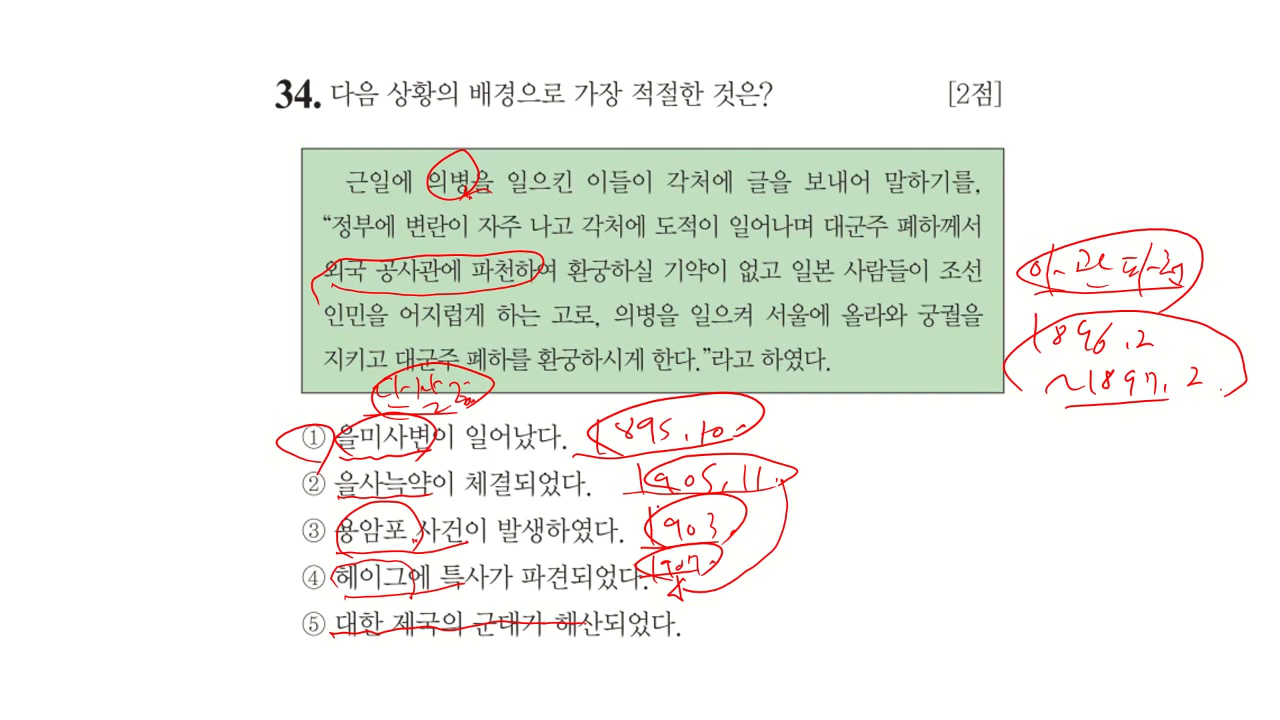 34. 다음 상황의 배경으로 가장 적절한 것은? [2점]
근일에 의병을 일으킨 이들이 각처에 글을 보내어 말하기를,
“정부에 변란이 자주 나고 각처에 도적이 일어나며 대군주 폐하께서
외국 공사관에 파천하여 환궁하실 기약이 없고 일본 사람들이 조선
인민을 어지럽게 하는 고로, 의병을 일으켜 서울에 올라와 궁궐을
지키고 대군주 폐하를 환궁하시게 한다.”라고 하였다.
아관파천
1896.2
~1897.2.
① 을미사변이 일어났다. 1895.10.
② 을사늑약이 체결되었다. 1905.11.
③ 용암포 사건이 발생하였다. 1903.
④ 헤이그에 특사가 파견되었다. 1907.
⑤ 대한 제국의 군대가 해산되었다.